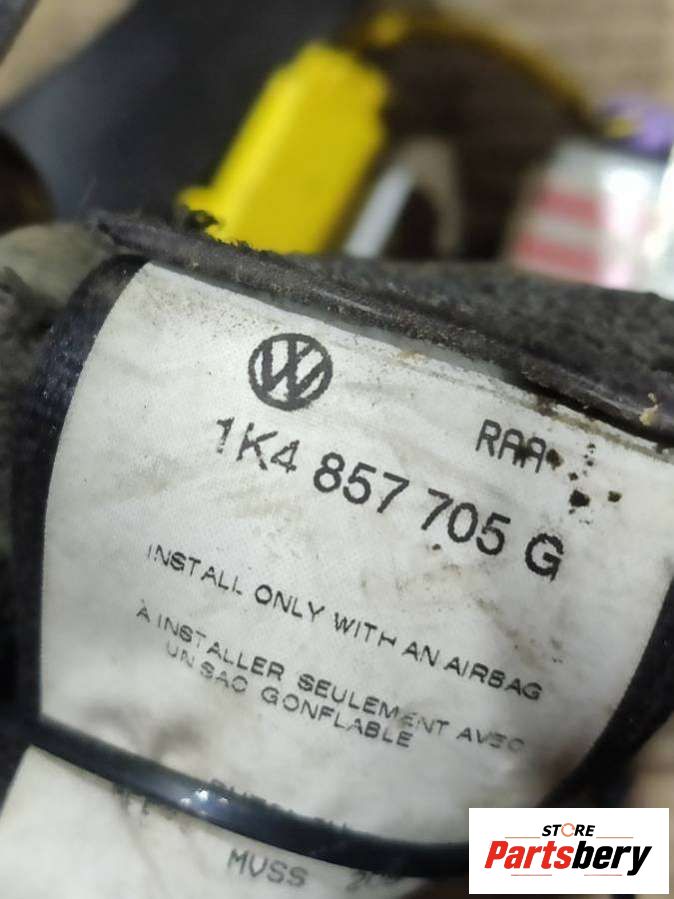 RAA
1K4 857 705 G
INSTALL ONLY WITH AN AIRBAG
À INSTALLER SEULEMENT AVEC
UN SAC GONFLABLE
MVSS
STORE
Partsbery